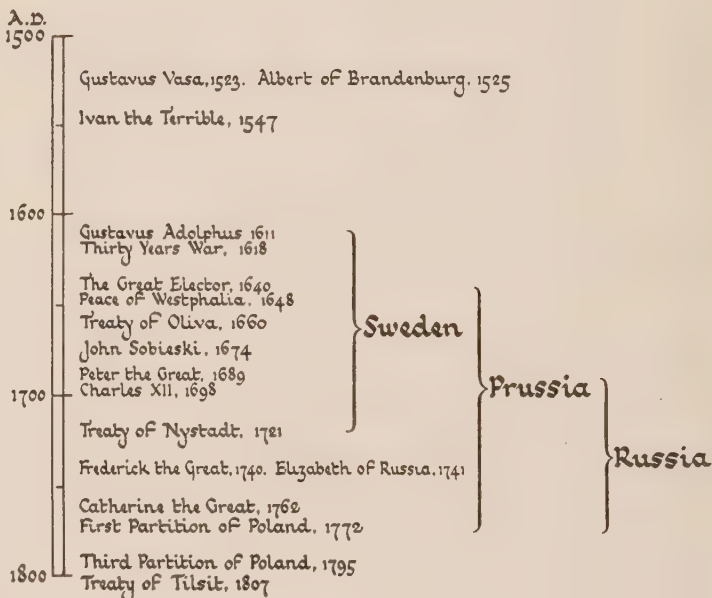 A.D.
1500
Gustavus Vasa, 1523. Albert of Brandenburg. 1525
Ivan the Terrible, 1547
1600
Gustavus Adolphus 1611
Thirty Years War, 1618
The Great Elector, 1640
Peace of Westphalia. 1648
Treaty of Oliva, 1660
Sweden
John Sobieski, 1674
Peter the Great, 1689
Charles XII, 1698
Prussia
1700
Treaty of Nystadt, 1721
Frederick the Great, 1740. Elizabeth of Russia, 1741
Russia
Catherine the Great, 1762
First Partition of Poland, 1772
Third Partition of Poland, 1795
1800
Treaty of Tilsit, 1807